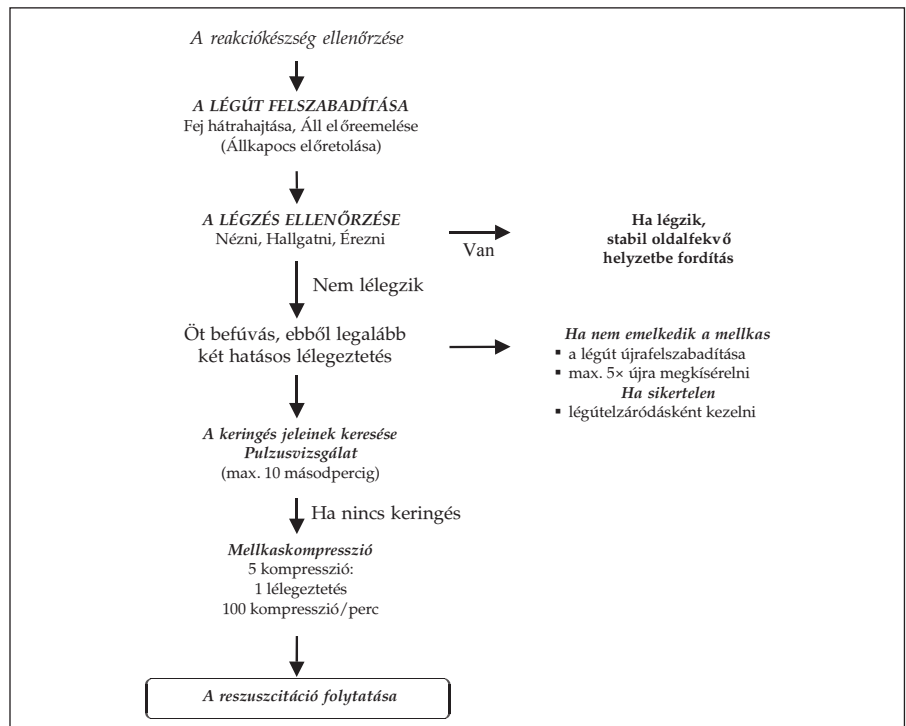 A reakciókészség ellenőrzése
A LÉGÚT FELSZABADÍTÁSA
Fej hátrahajtása, Áll előreemelése
(Állkapocs előretolása)
A LÉGZÉS ELLENŐRZÉSE
Nézni, Hallgatni, Érezni
Van
Ha légzik,
stabil oldalfekvő
helyzetbe fordítás
Nem lélegzik
Öt befúvás, ebből legalább
két hatásos lélegeztetés
Ha nem emelkedik a mellkas
▪ a légút újrafelszabadítása
▪ max. 5× újra megkísérelni
Ha sikertelen
▪ légútelzáródásként kezelni
A keringés jeleinek keresése
Pulzusvizsgálat
(max. 10 másodpercig)
Ha nincs keringés
Mellkaskompresszió
5 kompresszió:
1 lélegeztetés
100 kompresszió/perc
A reszuszcitáció folytatása